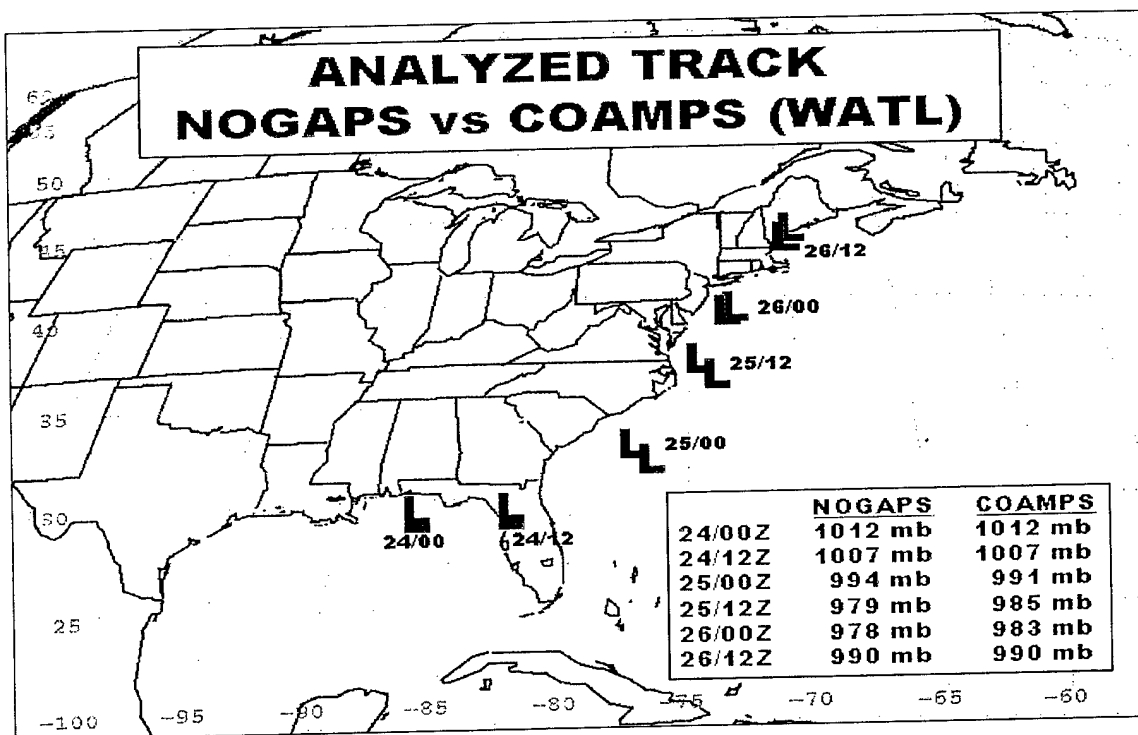 ANALYZED TRACK
NOGAPS vs COAMPS (WATL)
50
45
26/12
26/00
40
25/12
35
25/00
30
24/00
24/12
NOGAPS COAMPS
24/00Z 1012 mb 1012 mb
24/12Z 1007 mb 1007 mb
25/00Z 994 mb 991 mb
25/12Z 979 mb 985 mb
26/00Z 978 mb 983 mb
26/12Z 990 mb 990 mb
25
-100 -95 -90 -85 -80 -75 -70 -65 -60
L L
L L
L L
L L
L
L